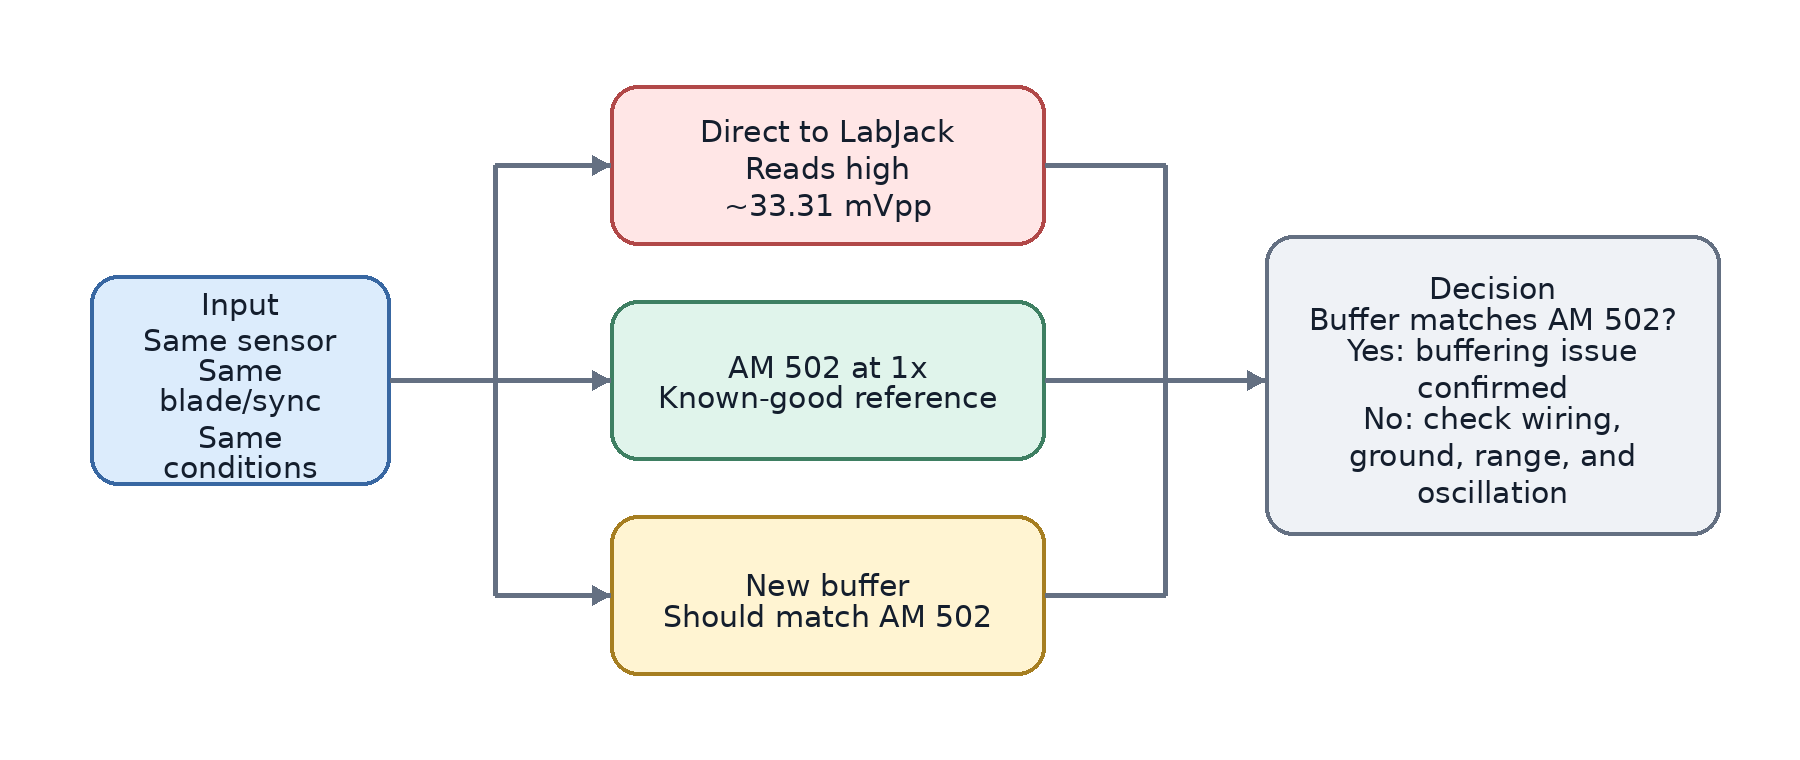 Input
Same sensor
Same
blade/sync
Same
conditions
Direct to LabJack
Reads high
~33.31 mVpp
AM 502 at 1x
Known-good reference
New buffer
Should match AM 502
Decision
Buffer matches AM 502?
Yes: buffering issue
confirmed
No: check wiring,
ground, range, and
oscillation